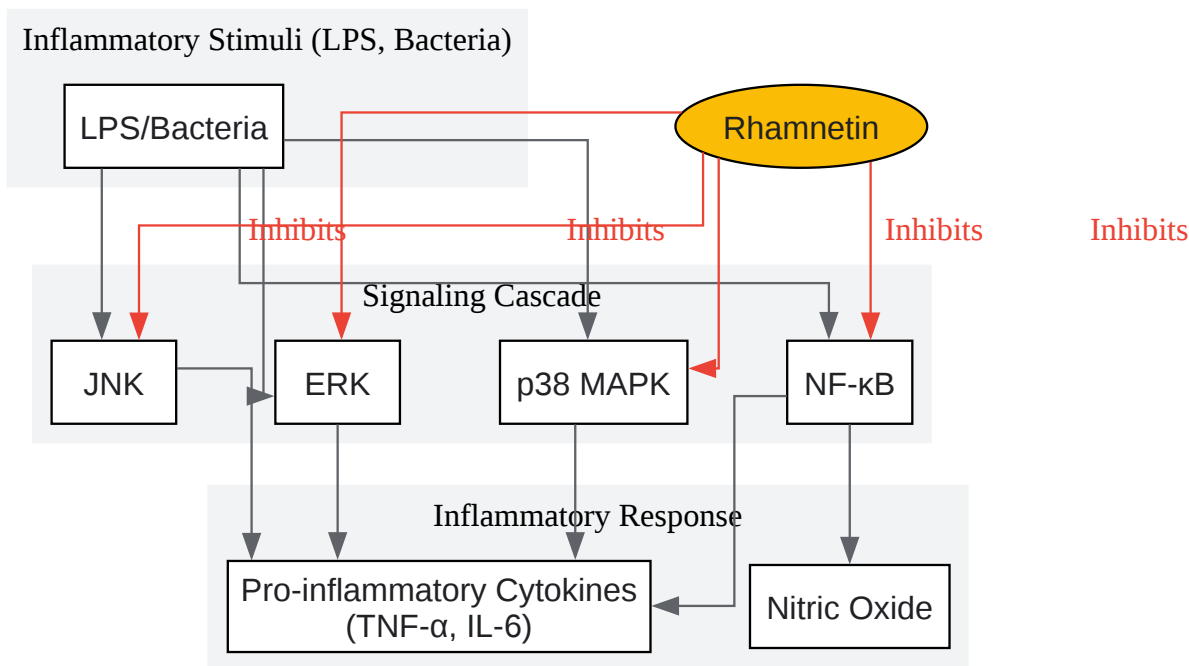 Inflammatory Stimuli (LPS, Bacteria)
LPS/Bacteria
Rhamnetin
Inhibits
Inhibits
Inhibits
Inhibits
Signaling Cascade
JNK
ERK
p38 MAPK
NF-κB
Inflammatory Response
Pro-inflammatory Cytokines
(TNF-α, IL-6)
Nitric Oxide